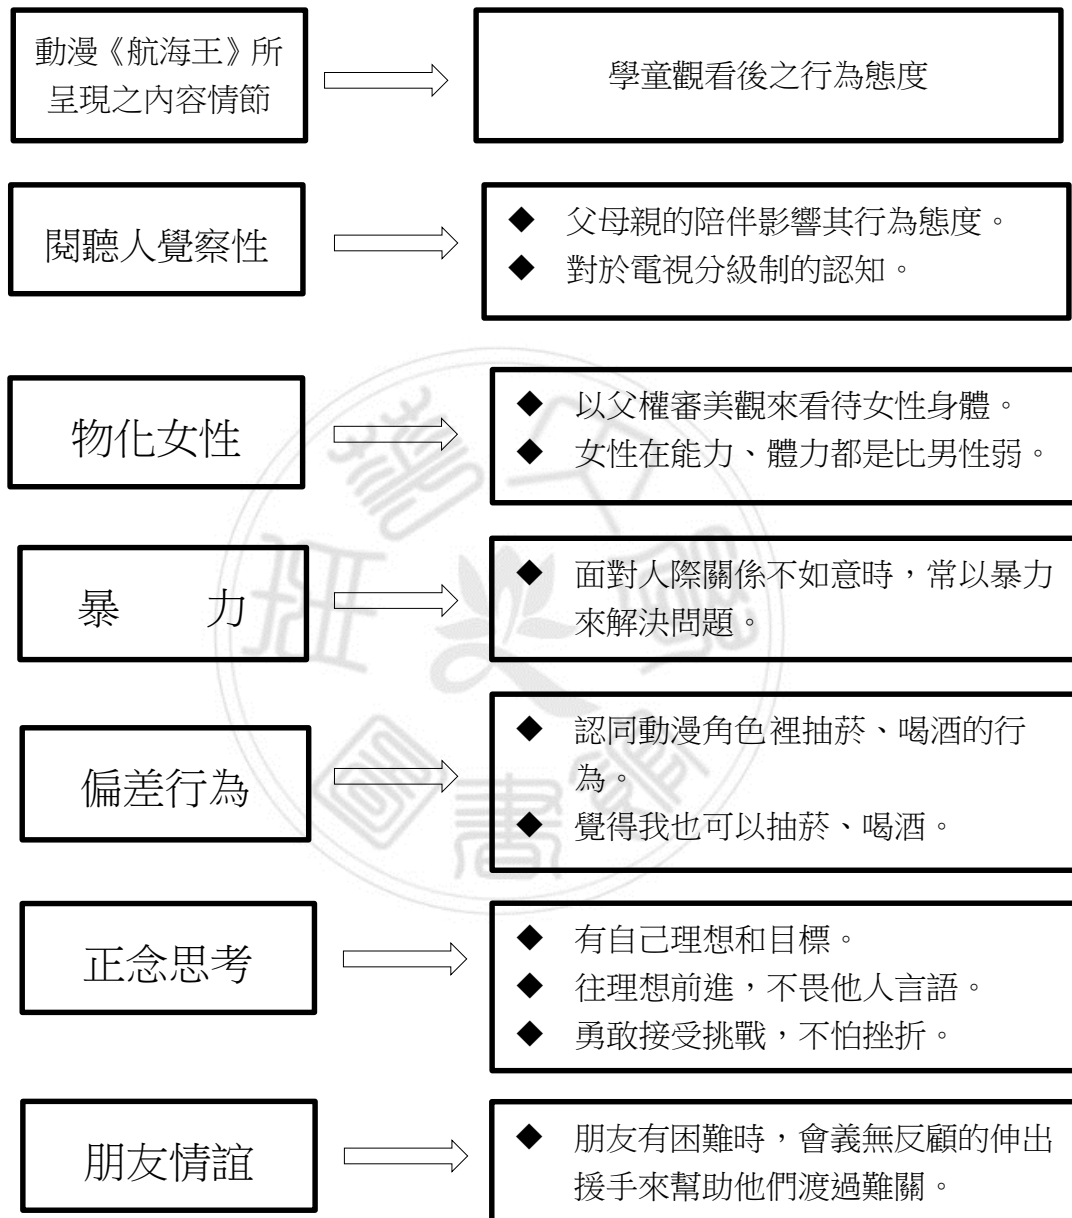 動漫《航海王》所
呈現之內容情節
學童觀看後之行為態度
閱聽人覺察性
◆ 父母親的陪伴影響其行為態度。
◆ 對於電視分級制的認知。
物化女性
◆ 以父權審美觀來看待女性身體。
◆ 女性在能力、體力都是比男性弱。
暴 力
◆ 面對人際關係不如意時，常以暴力
來解決問題。
偏差行為
◆ 認同動漫角色裡抽菸、喝酒的行
為。
◆ 覺得我也可以抽菸、喝酒。
正念思考
◆ 有自己理想和目標。
◆ 往理想前進，不畏他人言語。
◆ 勇敢接受挑戰，不怕挫折。
朋友情誼
◆ 朋友有困難時，會義無反顧的伸出
援手來幫助他們渡過難關。